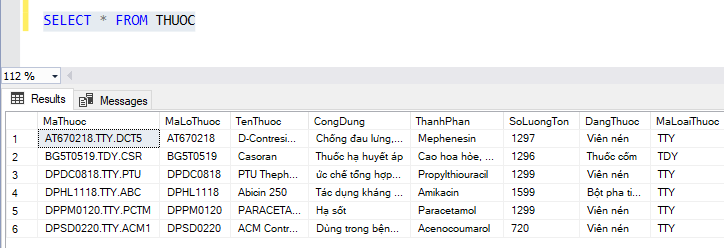 SELECT * FROM THUOC
112 %
Results Messages
MaThuoc MaLoThuoc TenThuoc CongDung ThanhPhan SoLuongTon DangThuoc MaLoaiThuoc
1 AT670218.TTY.DCT5 AT670218 D-Contresi... Chống đau lưng,... Mephenesin 1297 Viên nén TTY
2 BG5T0519.TDY.CSR BG5T0519 Casoran Thuốc hạ huyết áp Cao hoa hòe, ... 1296 Thuốc cốm TDY
3 DPDC0818.TTY.PTU DPDC0818 PTU Theph... ức chế tổng hợp... Propylthiouracil 1299 Viên nén TTY
4 DPHL1118.TTY.ABC DPHL1118 Abicin 250 Tác dụng kháng ... Amikacin 1599 Bột pha ti... TTY
5 DPPM0120.TTY.PCTM DPPM0120 PARACETA... Hạ sốt Paracetamol 1299 Viên nén TTY
6 DPSD0220.TTY.ACM1 DPSD0220 ACM Contr... Dùng trong bện... Acenocoumarol 720 Viên nén TTY